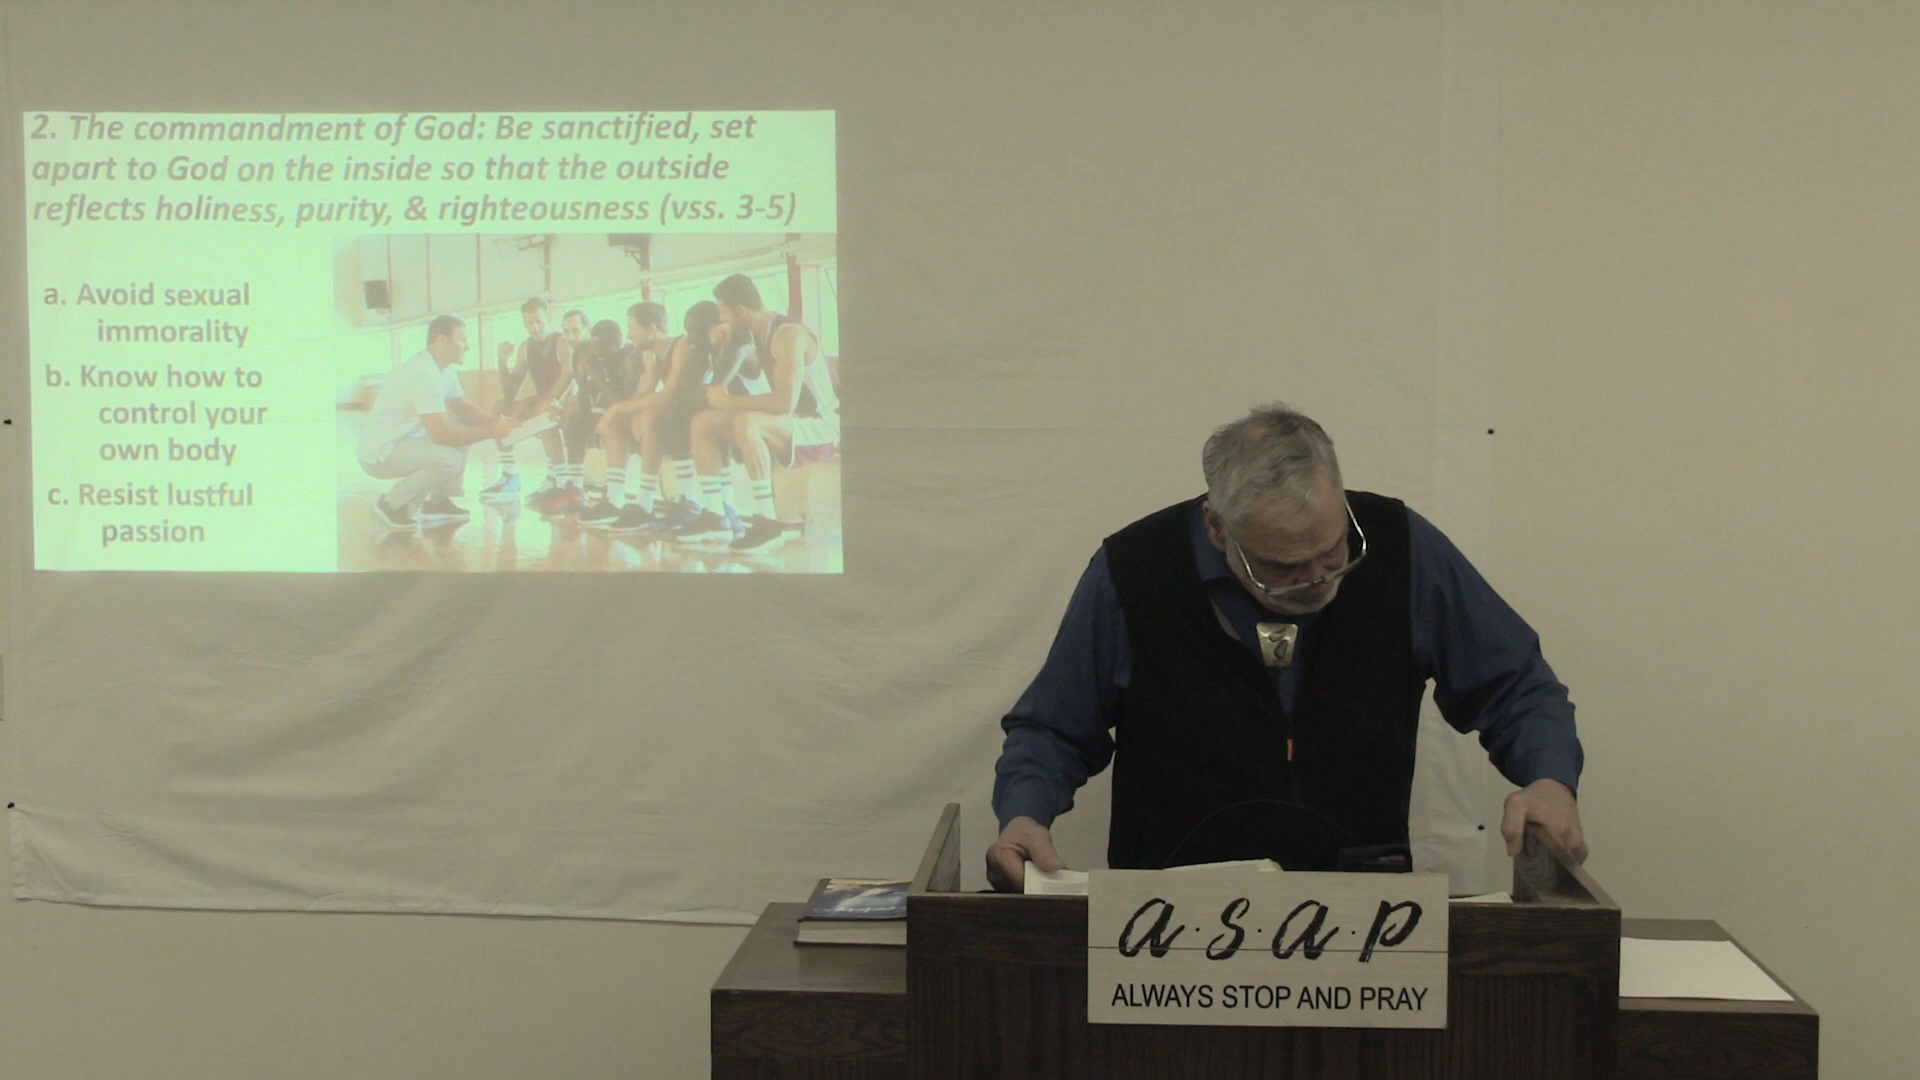 2. The commandment of God: Be sanctified, set
apart to God on the inside so that the outside
reflects holiness, purity, & righteousness (vss. 3-5)
a. Avoid sexual
immorality
b. Know how to
control your
own body
c. Resist lustful
passion
a.s.a.p
ALWAYS STOP AND PRAY